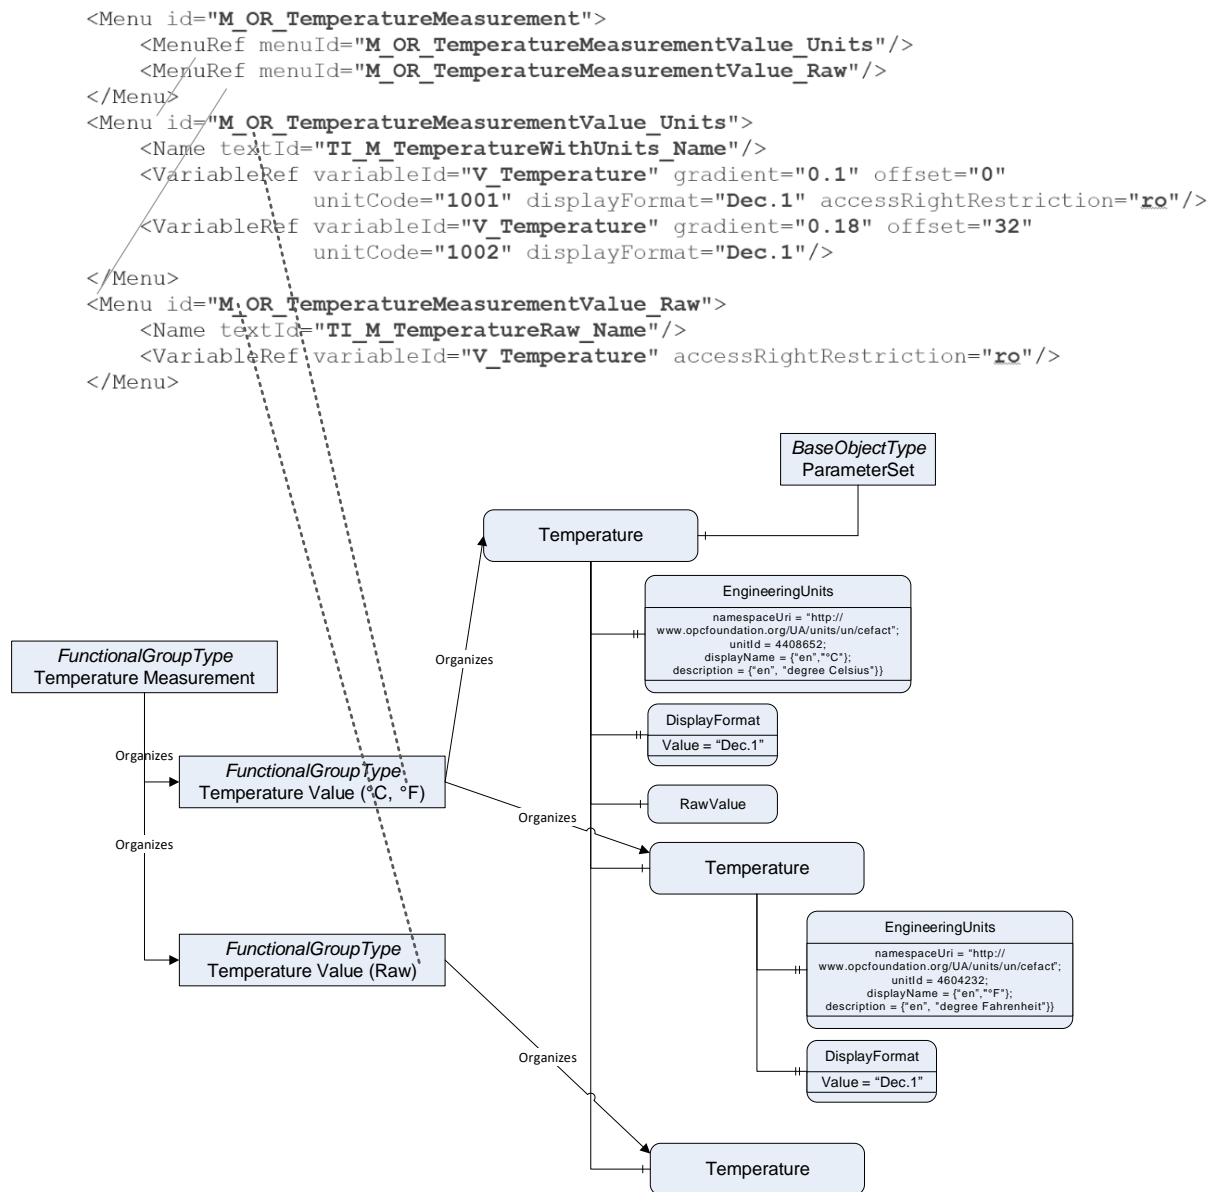 <Menu id="M_OR_TemperatureMeasurement">
<MenuRef menuId="M_OR_TemperatureMeasurementValue_Units"/>
<MenuRef menuId="M_OR_TemperatureMeasurementValue_Raw"/>
</Menu>
<Menu id="M_OR_TemperatureMeasurementValue_Units">
<Name textId="TI_M_TemperatureWithUnits_Name"/>
<VariableRef variableId="V_Temperature" gradient="0.1" offset="0"
unitCode="1001" displayFormat="Dec.1" accessRightRestriction="ro"/>
<VariableRef variableId="V_Temperature" gradient="0.18" offset="32"
unitCode="1002" displayFormat="Dec.1"/>
</Menu>
<Menu id="M_OR_TemperatureMeasurementValue_Raw">
<Name textId="TI_M_TemperatureRaw_Name"/>
<VariableRef variableId="V_Temperature" accessRightRestriction="ro"/>
</Menu>
BaseObjectType
ParameterSet
Temperature
EngineeringUnits
namespaceUri = "http://
www.opcfoundation.org/UA/units/un/cefact";
unitId = 4408652;
displayName = {"en","°C"};
description = {"en", "degree Celsius"}}
FunctionalGroupType
Temperature Measurement
Organizes
DisplayFormat
Value = "Dec.1"
Organizes
FunctionalGroupType
Temperature Value (°C, °F)
RawValue
Organizes
Organizes
Temperature
EngineeringUnits
namespaceUri = "http://
www.opcfoundation.org/UA/units/un/cefact";
unitId = 4604232;
displayName = {"en","°F"};
description = {"en", "degree Fahrenheit"}}
FunctionalGroupType
Temperature Value (Raw)
Organizes
DisplayFormat
Value = "Dec.1"
Temperature